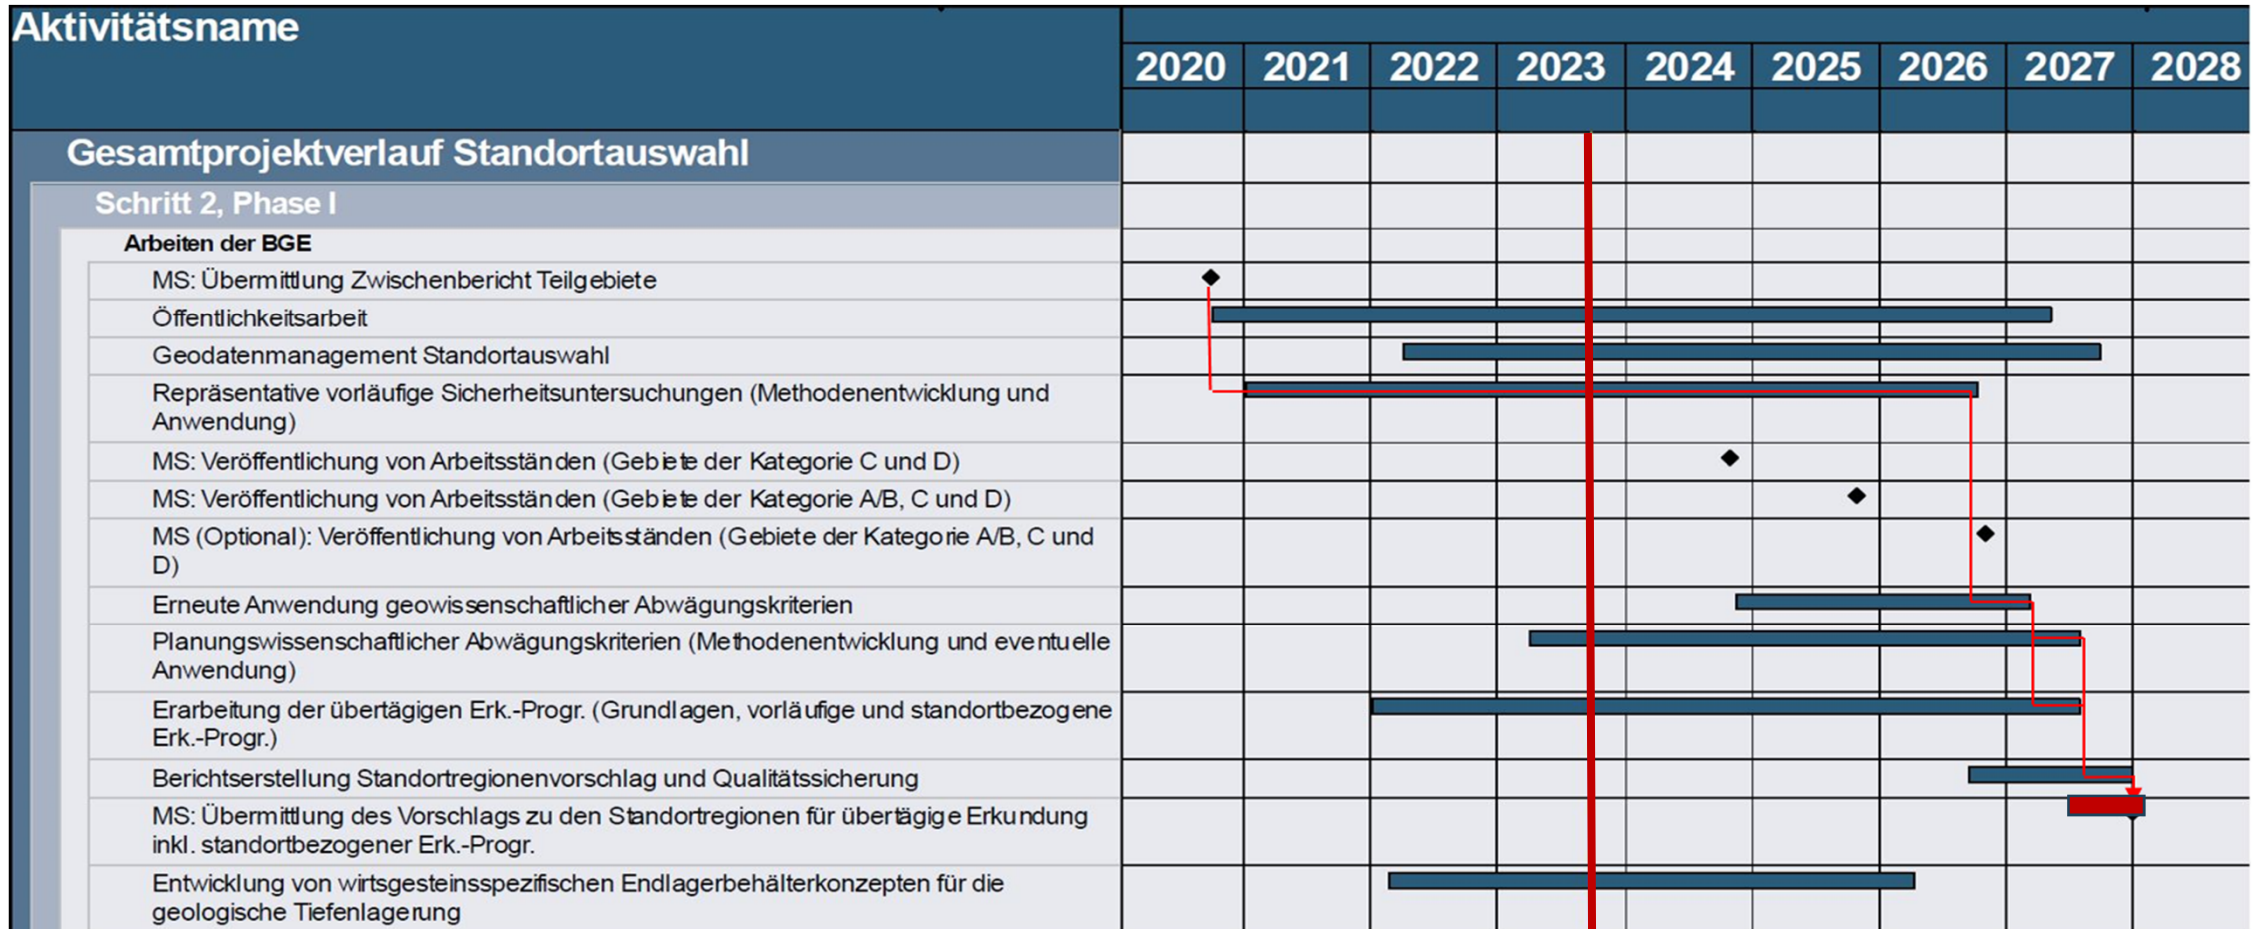 Aktivitätsname
2020 2021 2022 2023 2024 2025 2026 2027 2028
Gesamtprojektverlauf Standortauswahl
Schritt 2, Phase I
Arbeiten der BGE
MS: Übermittlung Zwischenbericht Teilgebiete
Öffentlichkeitsarbeit
Geodatenmanagement Standortauswahl
Repräsentative vorläufige Sicherheitsuntersuchungen (Methodenentwicklung und
Anwendung)
MS: Veröffentlichung von Arbeitsständen (Gebiete der Kategorie C und D)
MS: Veröffentlichung von Arbeitsständen (Gebiete der Kategorie A/B, C und D)
MS (Optional): Veröffentlichung von Arbeitsständen (Gebiete der Kategorie A/B, C und
D)
Erneute Anwendung geowissenschaftlicher Abwägungskriterien
Planungswissenschaftlicher Abwägungskriterien (Methodenentwicklung und eventuelle
Anwendung)
Erarbeitung der übertägigen Erk.-Progr. (Grundlagen, vorläufige und standortbezogene
Erk.-Progr.)
Berichtserstellung Standortregionenvorschlag und Qualitätssicherung
MS: Übermittlung des Vorschlags zu den Standortregionen für übertägige Erkundung
inkl. standortbezogener Erk.-Progr.
Entwicklung von wirtsgesteinsspezifischen Endlagerbehälterkonzepten für die
geologische Tiefenlagerung